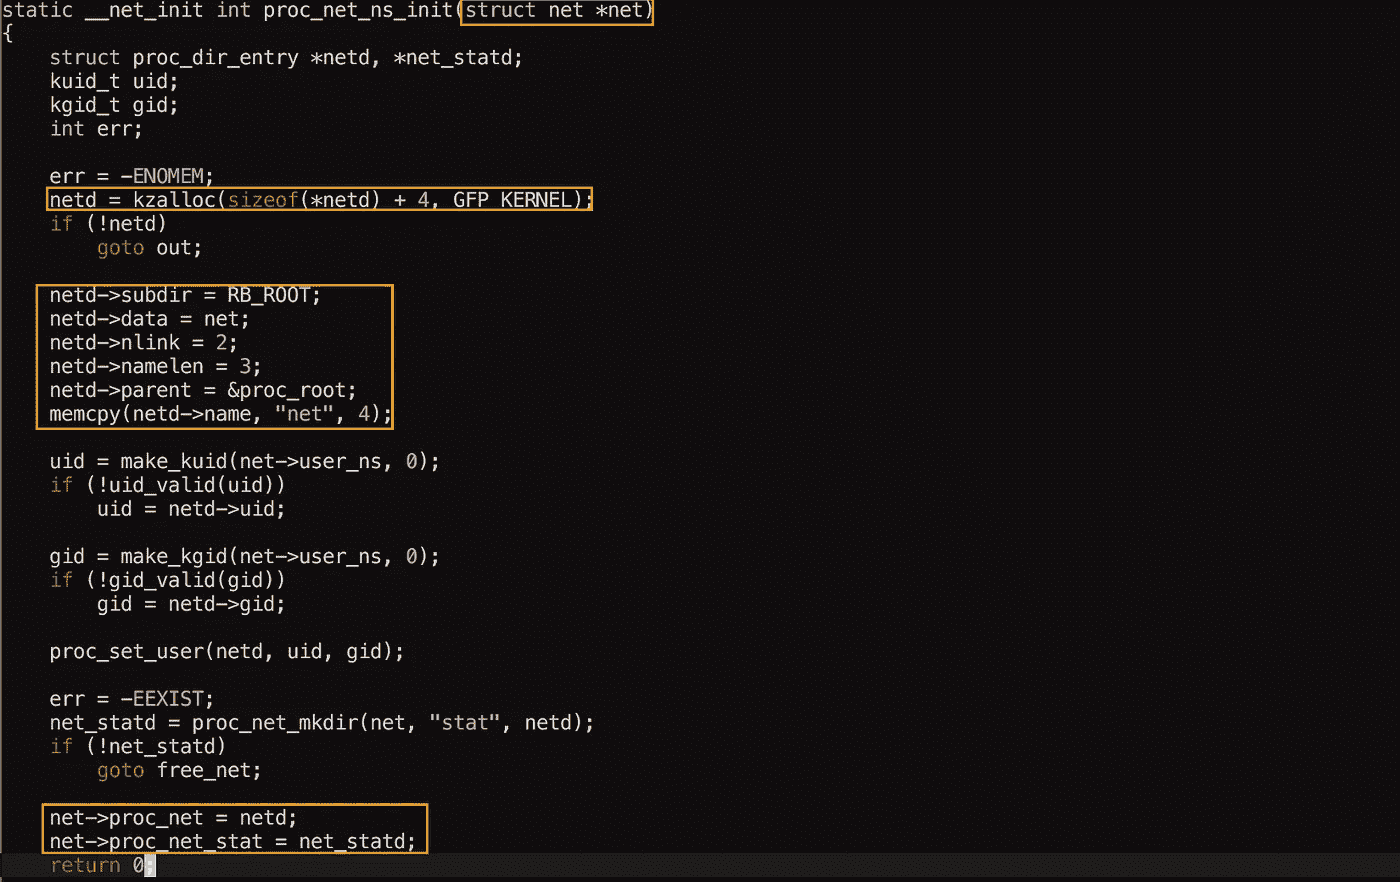 static __net_init int proc_net_ns_init(struct net *net)
{
    struct proc_dir_entry *netd, *net_statd;
    kuid_t uid;
    kgid_t gid;
    int err;

    err = -ENOMEM;
    netd = kzalloc(sizeof(*netd) + 4, GFP_KERNEL);
    if (!netd)
        goto out;

    netd->subdir = RB_ROOT;
    netd->data = net;
    netd->nlink = 2;
    netd->namelen = 3;
    netd->parent = &proc_root;
    memcpy(netd->name, "net", 4);

    uid = make_kuid(net->user_ns, 0);
    if (!uid_valid(uid))
        uid = netd->uid;

    gid = make_kgid(net->user_ns, 0);
    if (!gid_valid(gid))
        gid = netd->gid;

    proc_set_user(netd, uid, gid);

    err = -EEXIST;
    net_statd = proc_net_mkdir(net, "stat", netd);
    if (!net_statd)
        goto free_net;

    net->proc_net = netd;
    net->proc_net_stat = net_statd;
    return 0;